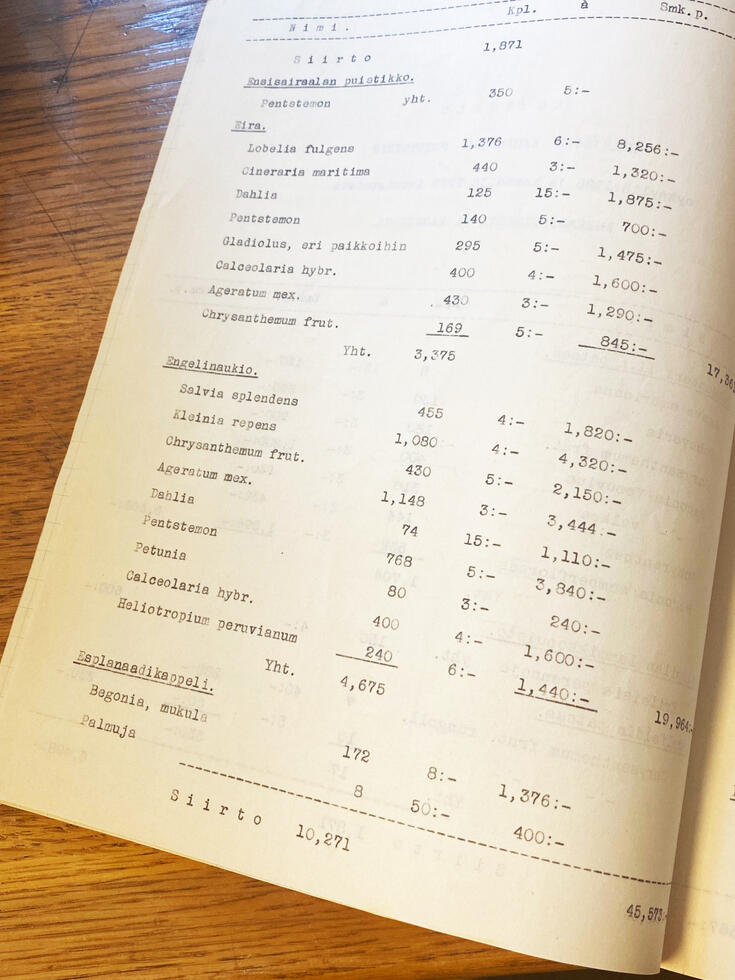 Nimi. Kpl. à Smk.p.
Siirto 1,871
Ensisairaalan puistikko.
Pentstemon yht. 350 5:-
Eira.
Lobelia fulgens 1,376 6:- 8,256:-
Cineraria maritima 440 3:- 1,320:-
Dahlia 125 15:- 1,875:-
Pentstemon 140 5:- 700:-
Gladiolus, eri paikkoihin 295 5:- 1,475:-
Calceolaria hybr. 400 4:- 1,600:-
Ageratum mex. 430 3:- 1,290:-
Chrysanthemum frut. 169 5:- 845:-
Yht. 3,375 17,361
Engelinaukio.
Salvia splendens 455 4:- 1,820:-
Kleinia repens 1,080 4:- 4,320:-
Chrysanthemum frut. 430 5:- 2,150:-
Ageratum mex. 1,148 3:- 3,444:-
Dahlia 74 15:- 1,110:-
Pentstemon 768 5:- 3,840:-
Petunia 80 3:- 240:-
Calceolaria hybr. 400 4:- 1,600:-
Heliotropium peruvianum 240 6:- 1,440:-
Yht. 4,675 19,964:-
Esplanaadikappeli.
Begonia, mukula 172 8:- 1,376:-
Palmuja 8 50:- 400:-
Siirto 10,271 45,573:-